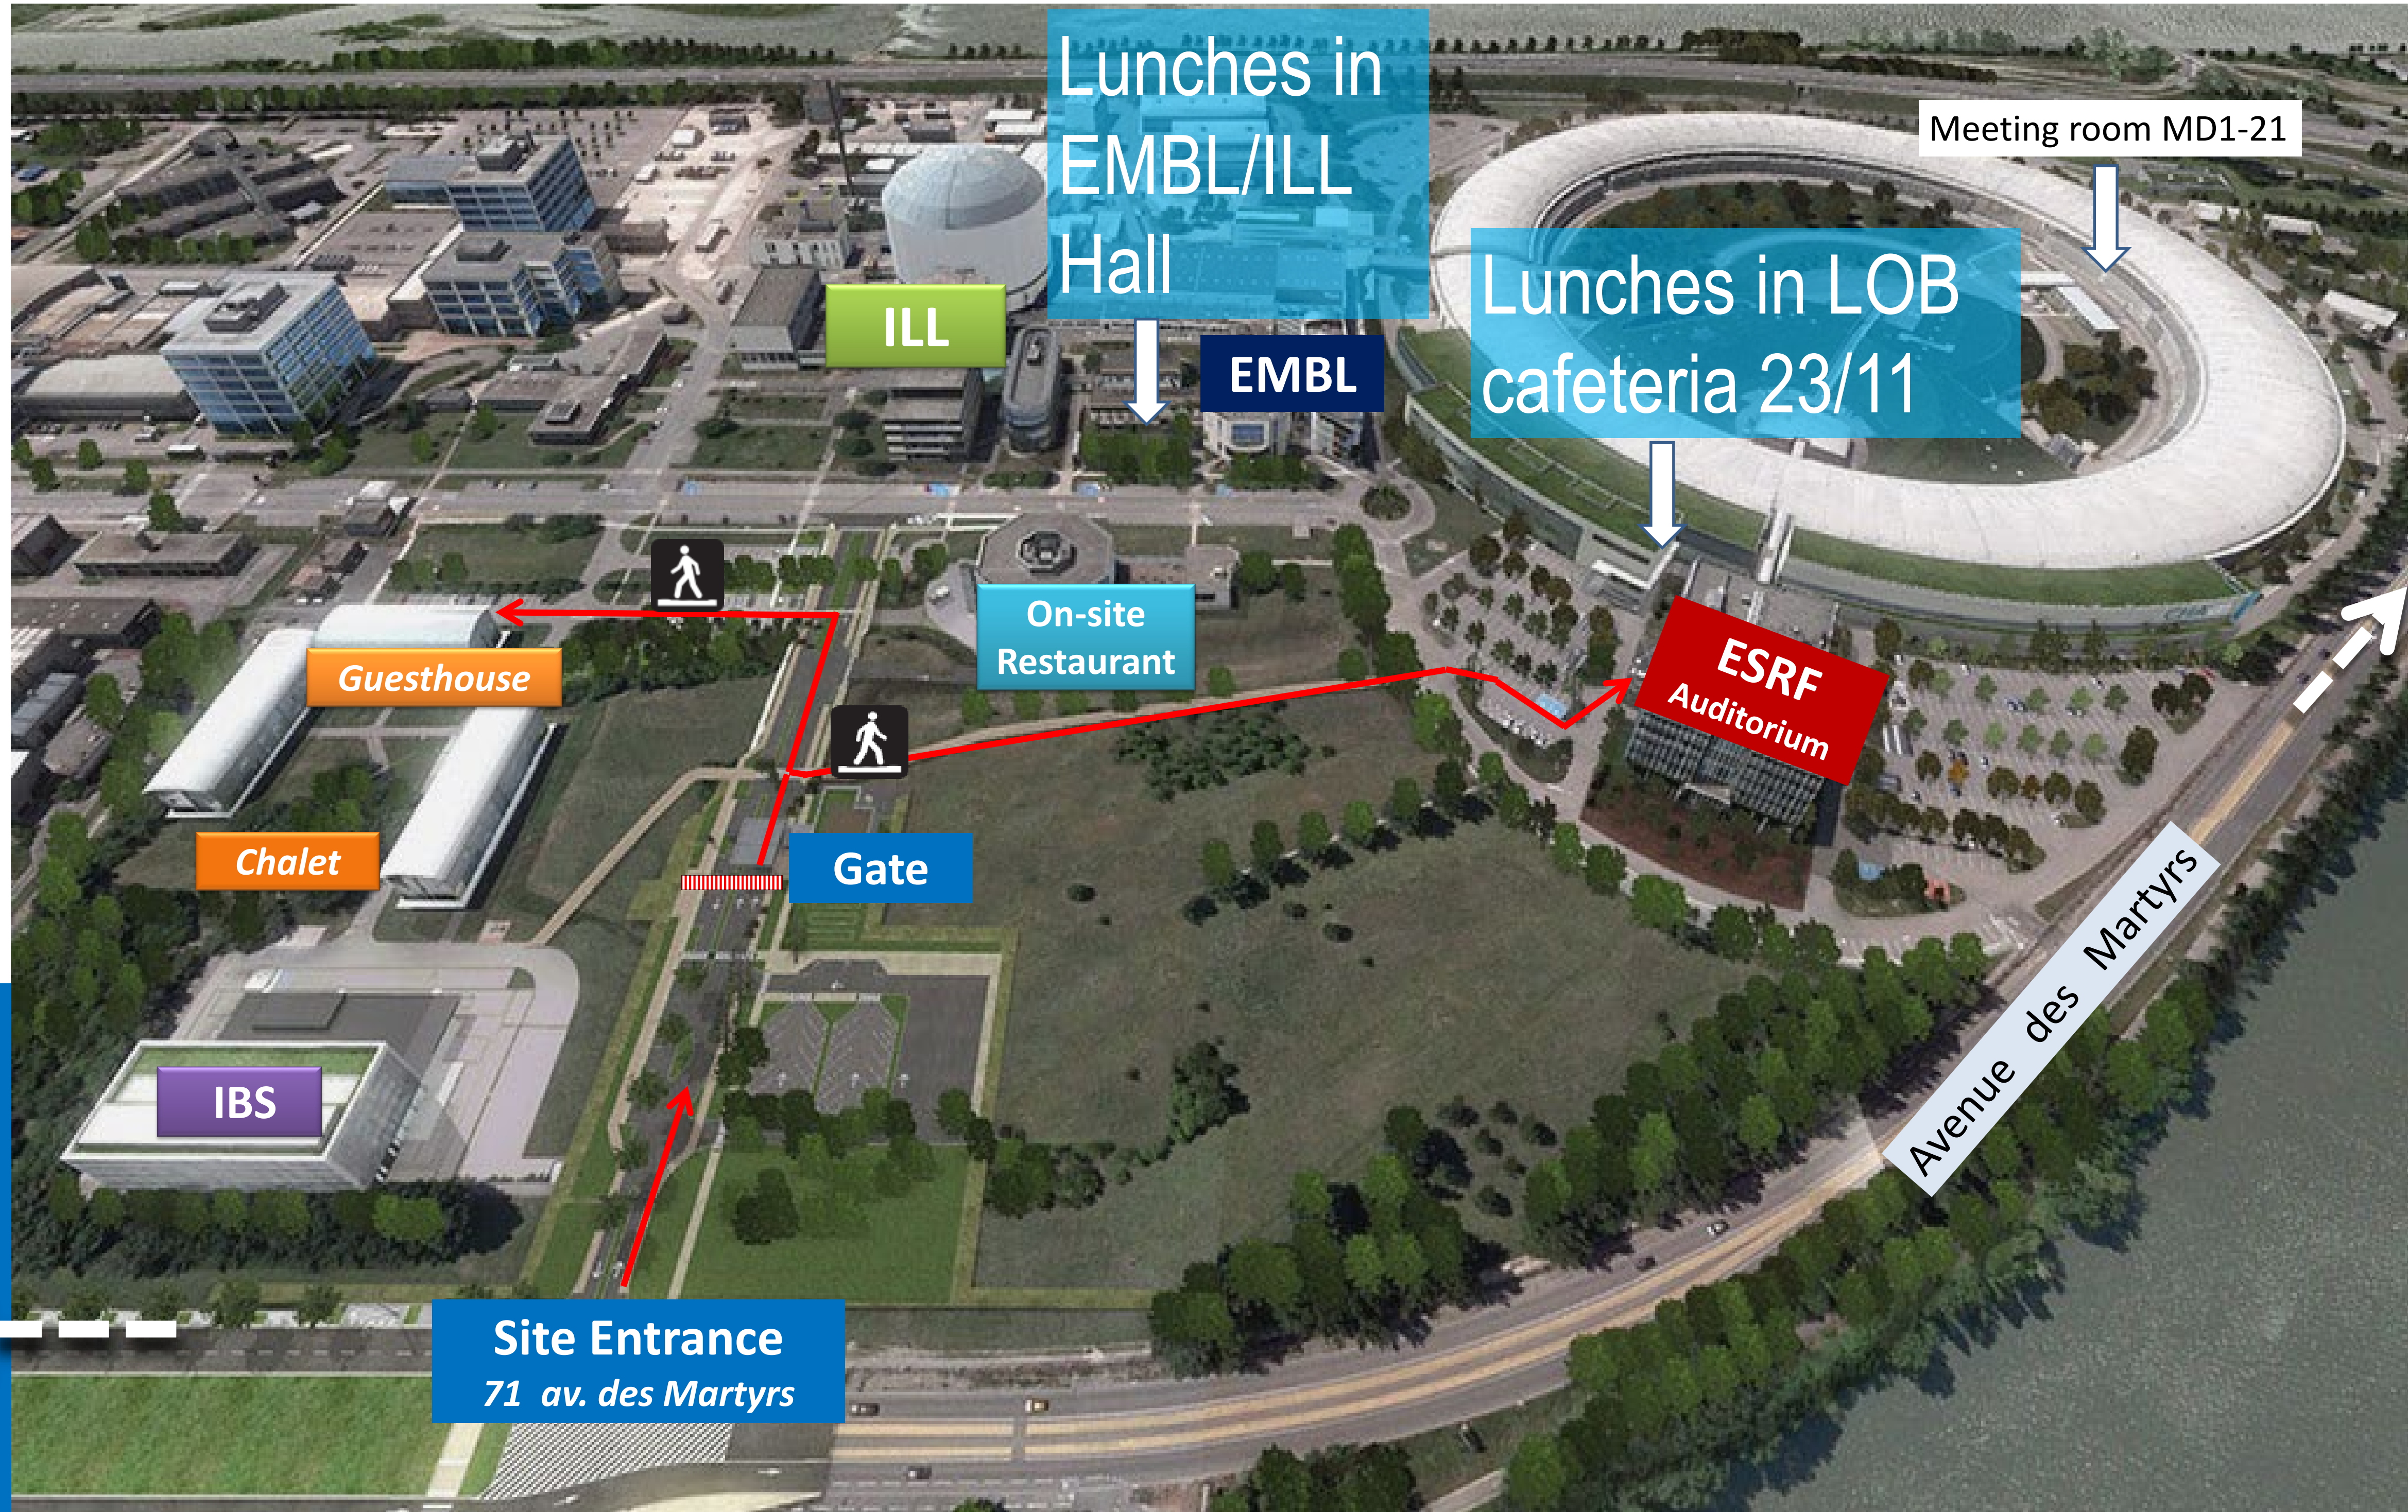 Lunches in
EMBL/ILL
Hall
Meeting room MD1-21
Lunches in LOB
cafeteria 23/11
ILL
EMBL
On-site
Restaurant
ESRF
Auditorium
Guesthouse
Chalet
Gate
Avenue des Martyrs
IBS
Site Entrance
71 av. des Martyrs